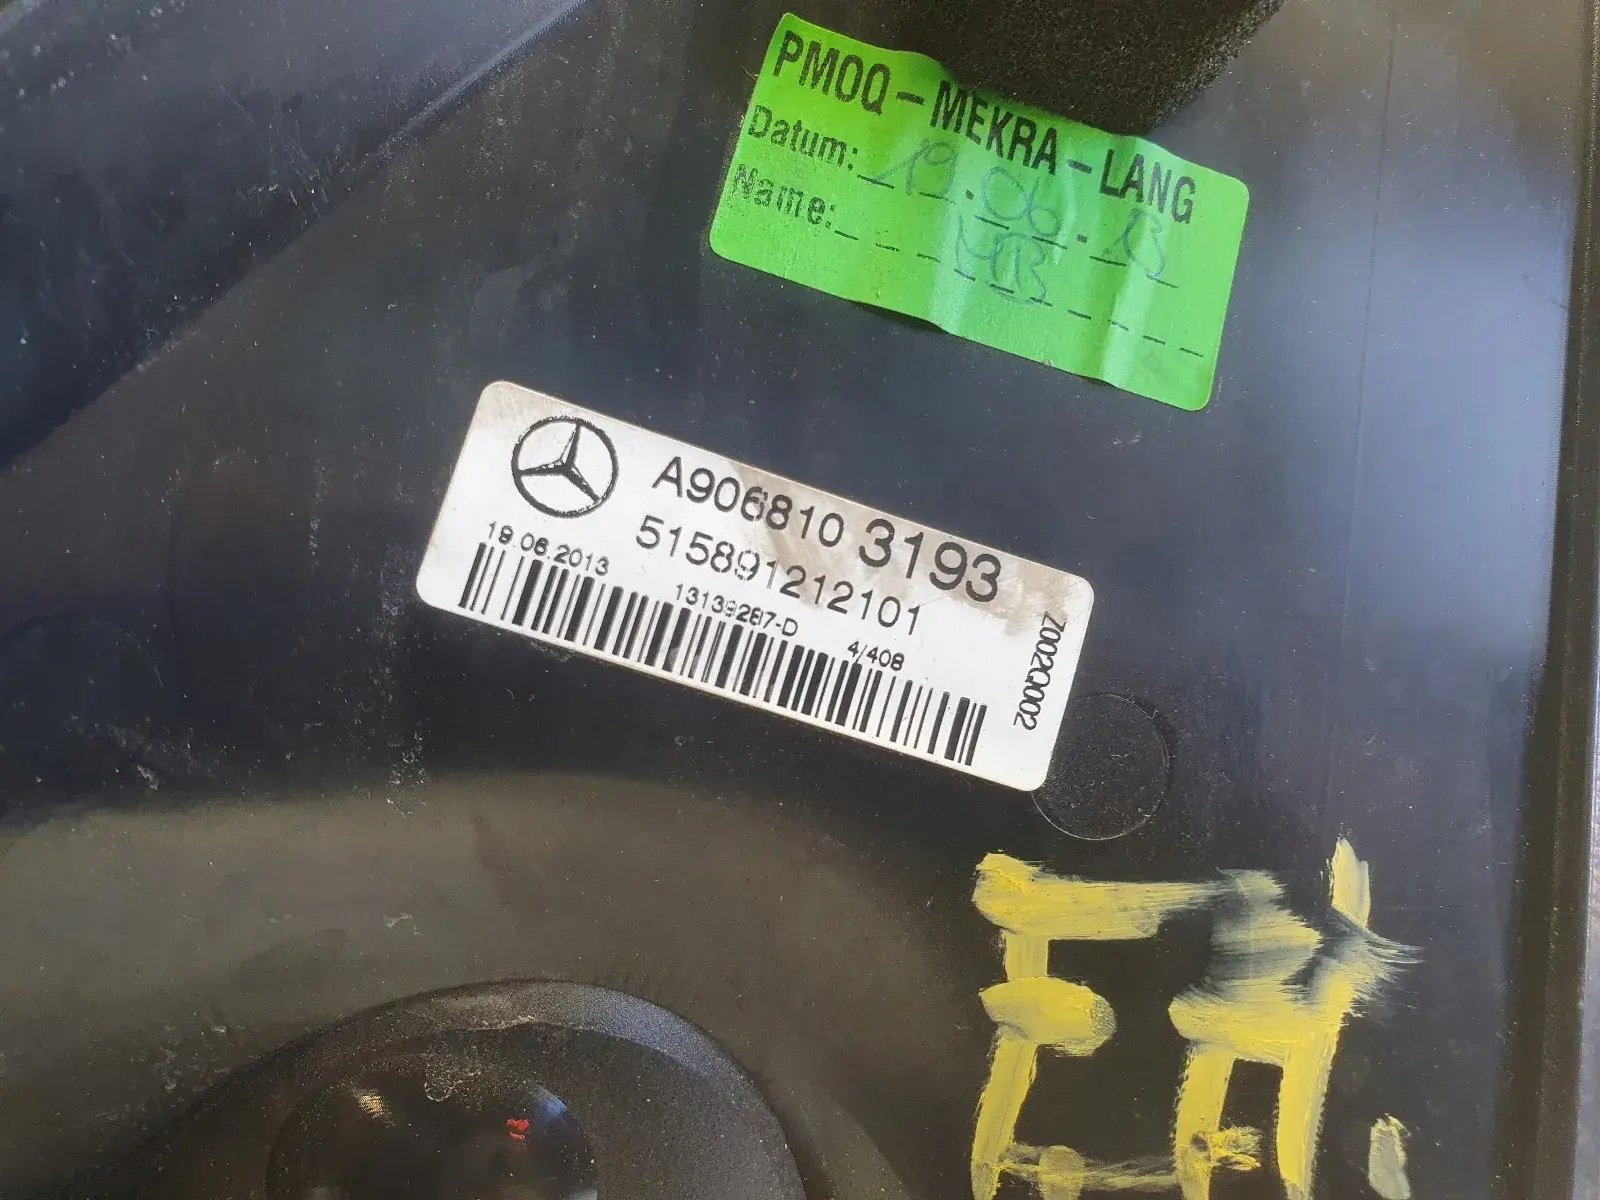 PMOQ - MEKRA - LANG
Datum: 19.06.13
Name:
A906810 3193
515891212101
19.06.2013
13139287-D
4/408
Z002Q002